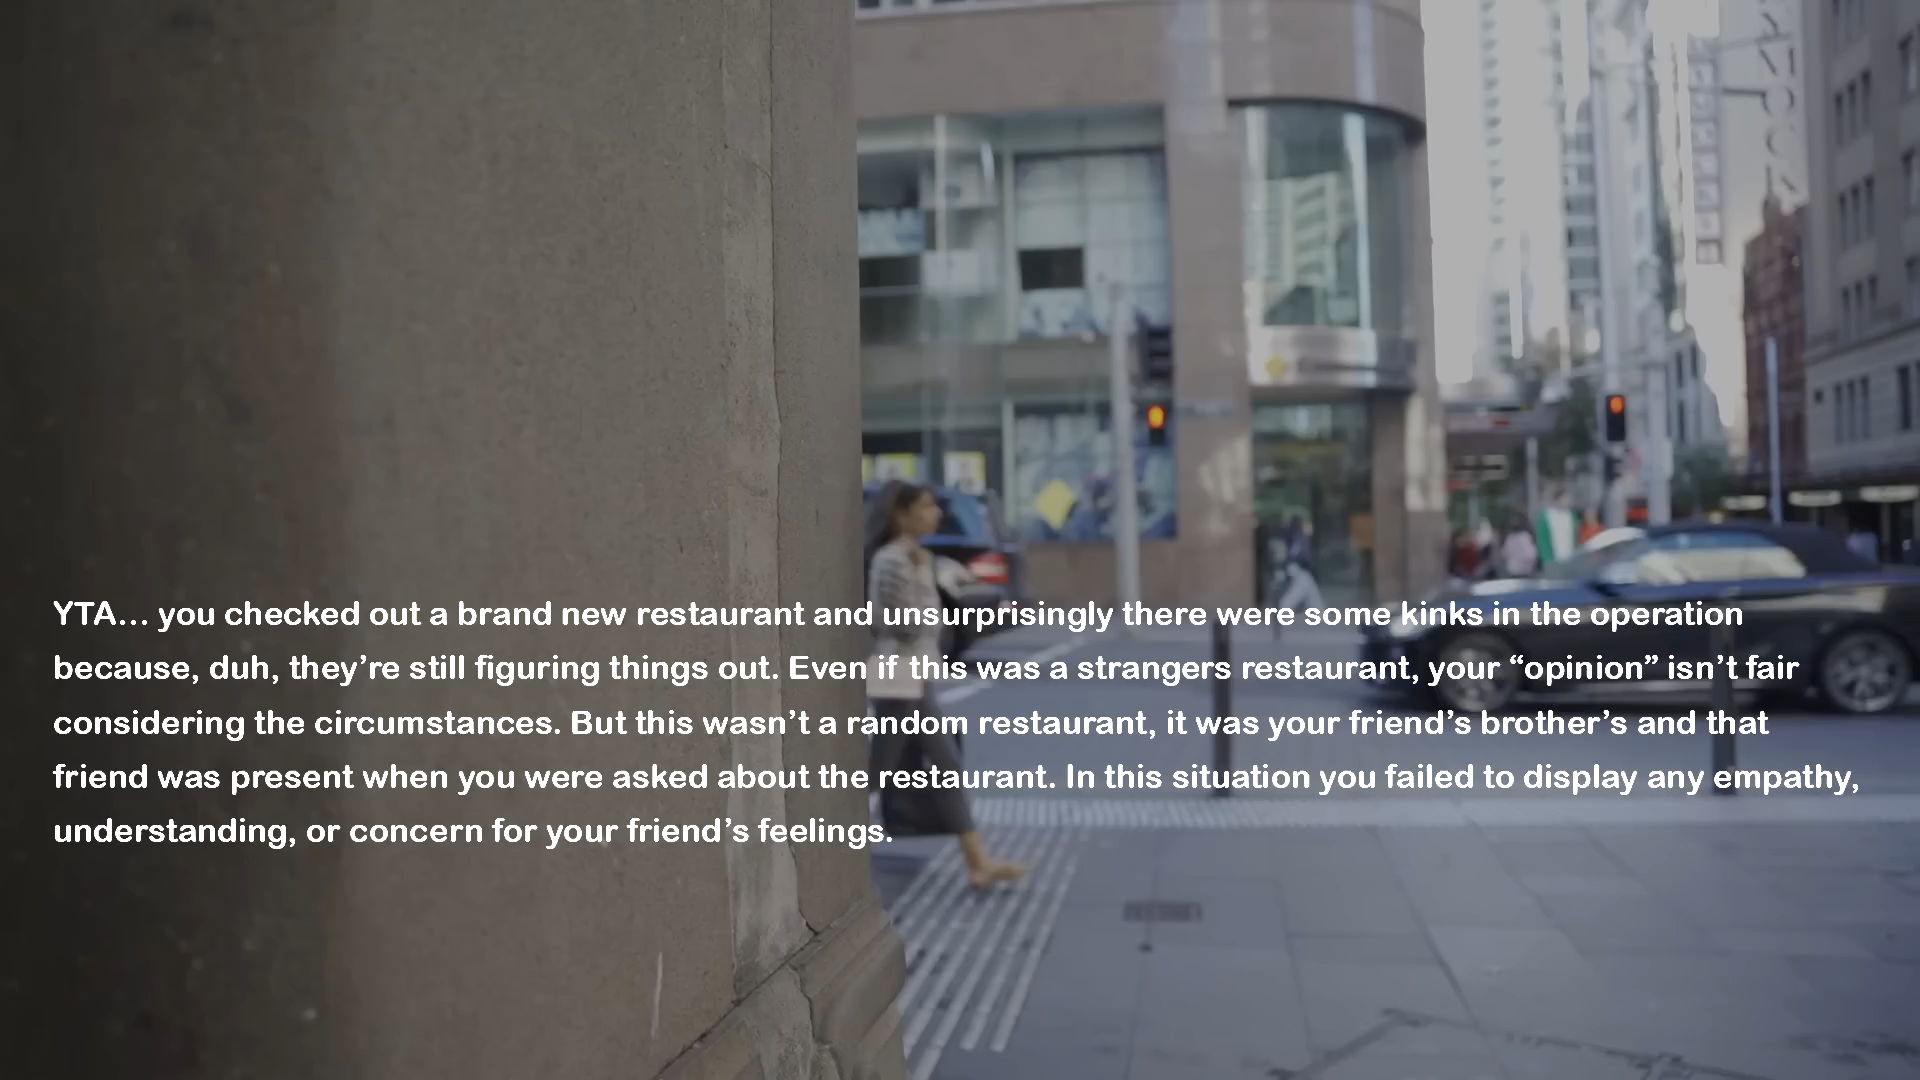 YTA... you checked out a brand new restaurant and unsurprisingly there were some kinks in the operation
because, duh, they’re still figuring things out. Even if this was a strangers restaurant, your “opinion” isn’t fair
considering the circumstances. But this wasn’t a random restaurant, it was your friend’s brother’s and that
friend was present when you were asked about the restaurant. In this situation you failed to display any empathy,
understanding, or concern for your friend’s feelings.